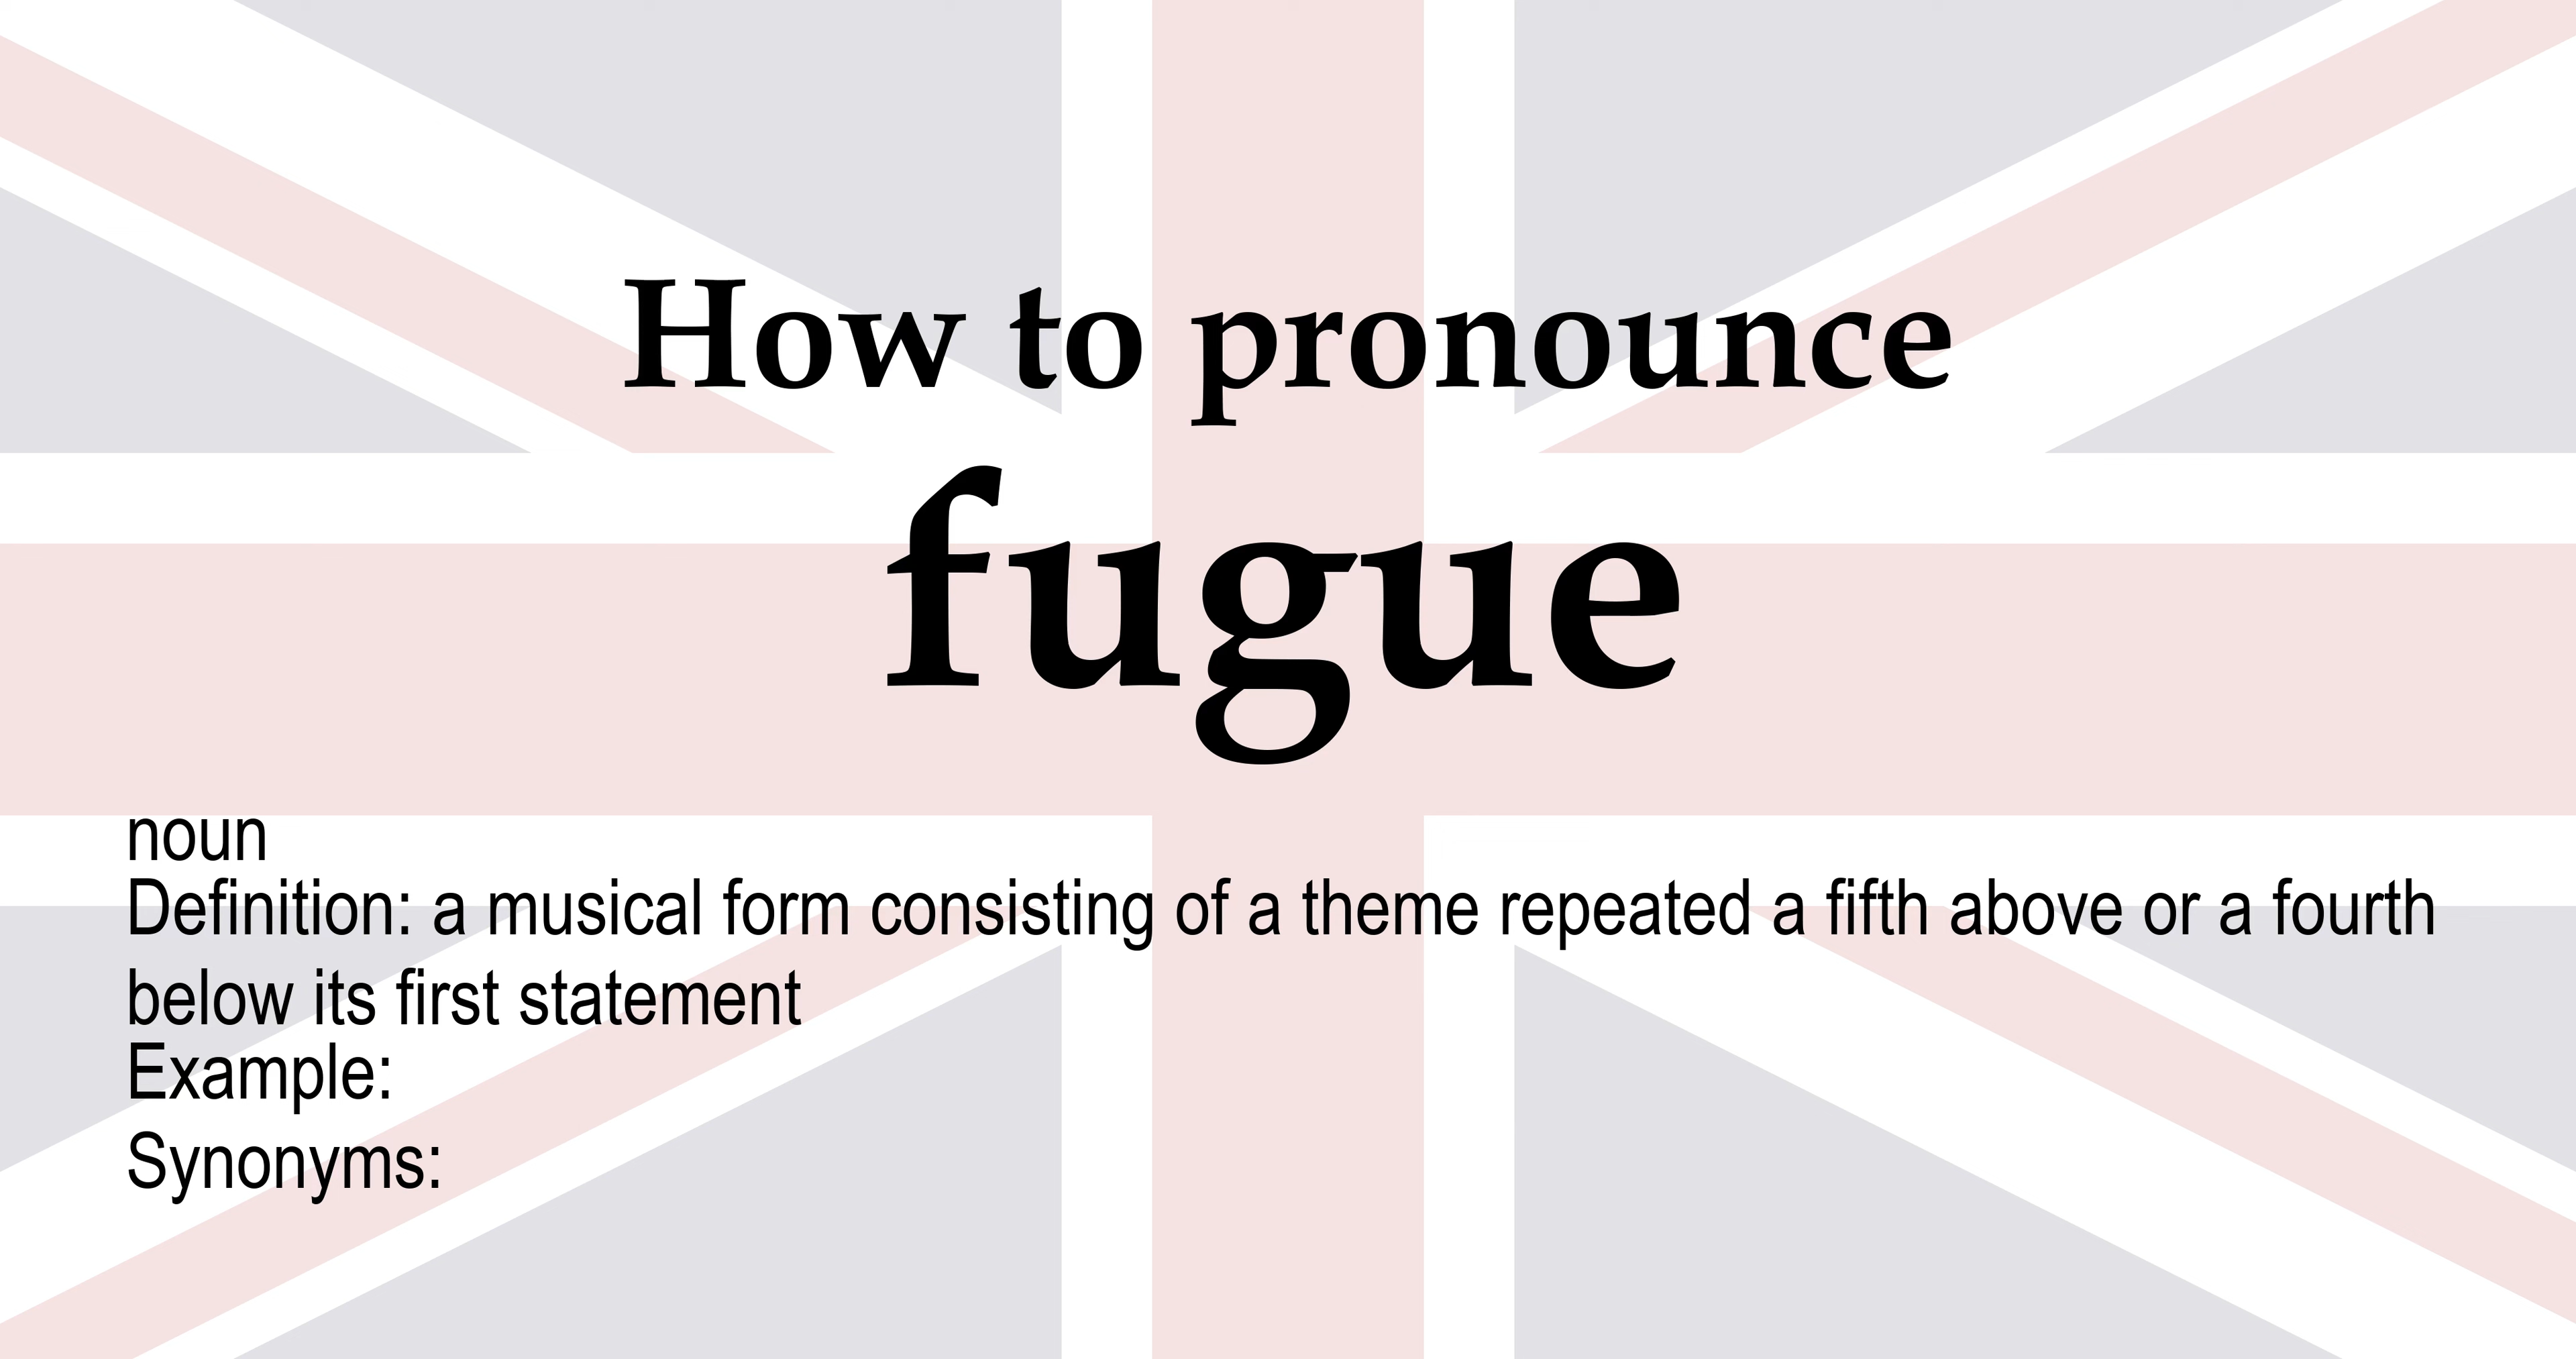 How to pronounce
fugue
noun
Definition: a musical form consisting of a theme repeated a fifth above or a fourth
below its first statement
Example:
Synonyms: